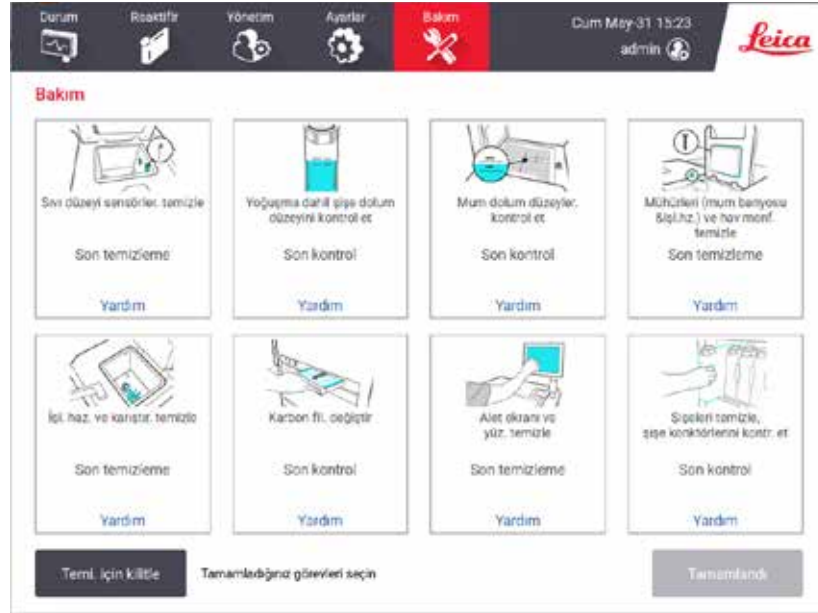 Durum
Reaktifir
Yönetim
Ayarlar
Bakım
Cum May-31 15:23
admin
Leica
Bakım
Sıvı düzeyi sensörler. temizle
Son temizleme
Yardım
Yoğuşma dahil şişe dolum
düzeyini kontrol et
Son kontrol
Yardım
Mum dolum düzeyler.
kontrol et
Son kontrol
Yardım
Mühürleri (mum banyosu
&işl.hz.) ve hav monf.
temizle
Son temizleme
Yardım
İşl. haz. ve karıştır. temizle
Son temizleme
Yardım
Karbon fil. değiştir
Son kontrol
Yardım
Alet ekranı ve
yüz. temizle
Son temizleme
Yardım
Şişeleri temizle,
şişe konktörlerini kontr. et
Son kontrol
Yardım
Temi. için kilitle
Tamamladığınız görevleri seçin
Tamamlandı